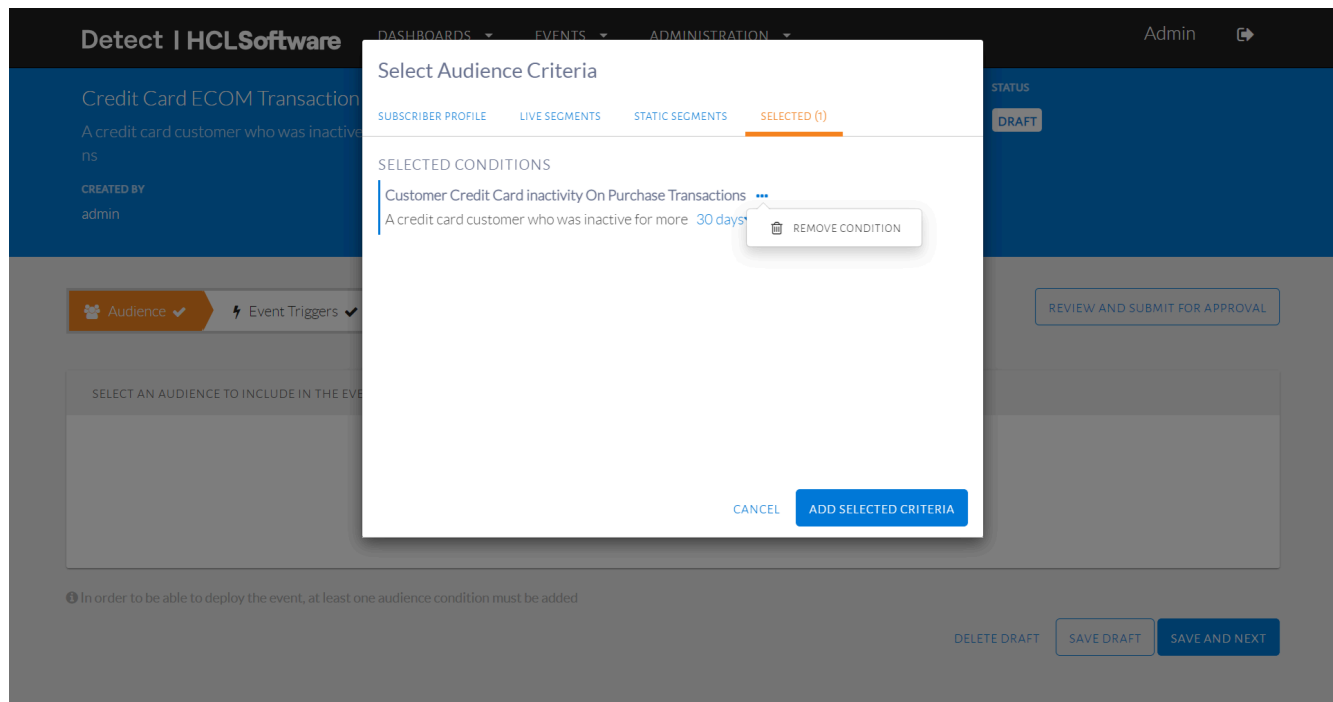 Detect | HCLSoftware
DASHBOARDS
EVENTS
ADMINISTRATION
Admin
Credit Card ECOM Transaction
A credit card customer who was inactive
ns
CREATED BY
admin
STATUS
DRAFT
Select Audience Criteria
SUBSCRIBER PROFILE
LIVE SEGMENTS
STATIC SEGMENTS
SELECTED (1)
SELECTED CONDITIONS
Customer Credit Card inactivity On Purchase Transactions
A credit card customer who was inactive for more 30 days
REMOVE CONDITION
CANCEL
ADD SELECTED CRITERIA
Audience
Event Triggers
REVIEW AND SUBMIT FOR APPROVAL
SELECT AN AUDIENCE TO INCLUDE IN THE EVE
In order to be able to deploy the event, at least one audience condition must be added
DELETE DRAFT
SAVE DRAFT
SAVE AND NEXT